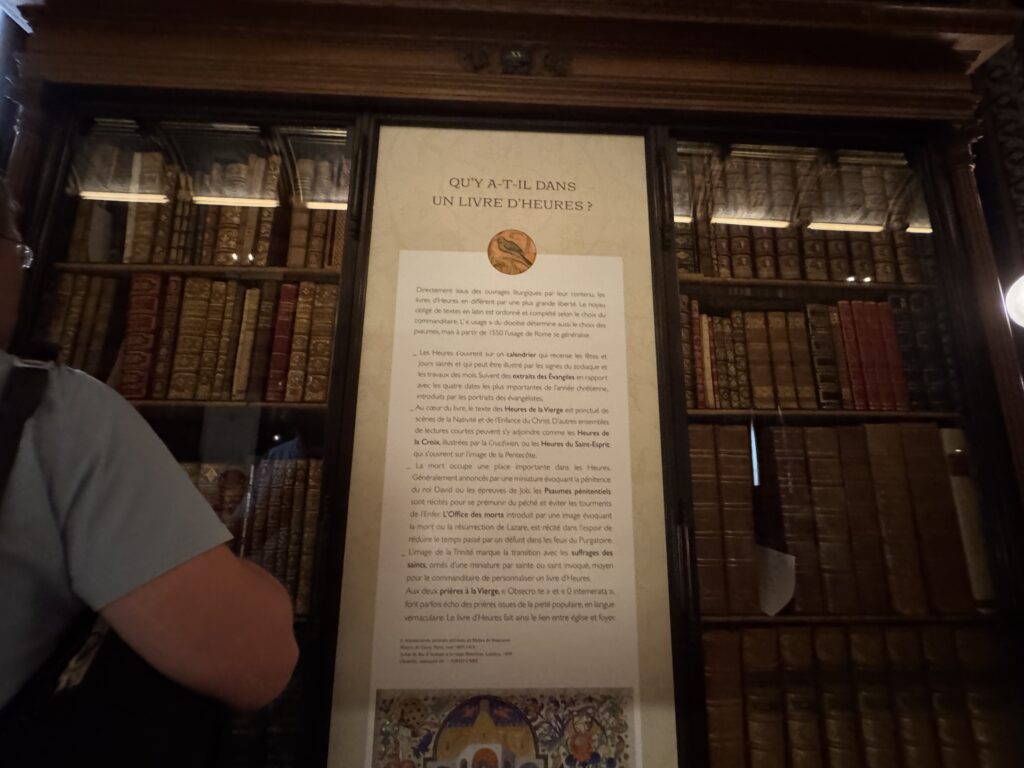 QU'Y A-T-IL DANS
UN LIVRE D'HEURES ?
Directement issus des ouvrages liturgiques par leur contenu, les
livres d'Heures en diffèrent par une plus grande liberté. Le noyau
obligé de textes en latin est ordonné et complété selon le choix du
commanditaire. L'« usage » du diocèse détermine aussi le choix des
psaumes, mais à partir de 1550 l'usage de Rome se généralise.
_ Les Heures s'ouvrent sur un calendrier qui recense les fêtes et
jours sacrés et qui peut être illustré par les signes du zodiaque et
les travaux des mois. Suivent des extraits des Évangiles en rapport
avec les quatre dates les plus importantes de l'année chrétienne,
introduits par les portraits des évangélistes.
_ Au cœur du livre, le texte des Heures de la Vierge est ponctué de
scènes de la Nativité et de l'Enfance du Christ. D'autres ensembles
de lectures courtes peuvent s'y adjoindre comme les Heures de
la Croix, illustrées par la Crucifixion, ou les Heures du Saint-Esprit
qui s'ouvrent sur l'image de la Pentecôte.
_ La mort occupe une place importante dans les Heures.
Généralement annoncés par une miniature évoquant la pénitence
du roi David ou les épreuves de Job, les Psaumes pénitentiels
sont récités pour se prémunir du péché et éviter les tourments
de l'Enfer. L'Office des morts introduit par une image évoquant
la mort ou la résurrection de Lazare, est récité dans l'espoir de
réduire le temps passé par un défunt dans les feux du Purgatoire.
_ L'image de la Trinité marque la transition avec les suffrages des
saints, ornés d'une miniature par sainte ou saint invoqué, moyen
pour le commanditaire de personnaliser un livre d'Heures.
Aux deux prières à la Vierge, « Obsecro te » et « O intemerata »,
font parfois écho des prières issues de la piété populaire, en langue
vernaculaire. Le livre d'Heures fait ainsi le lien entre église et foyer.